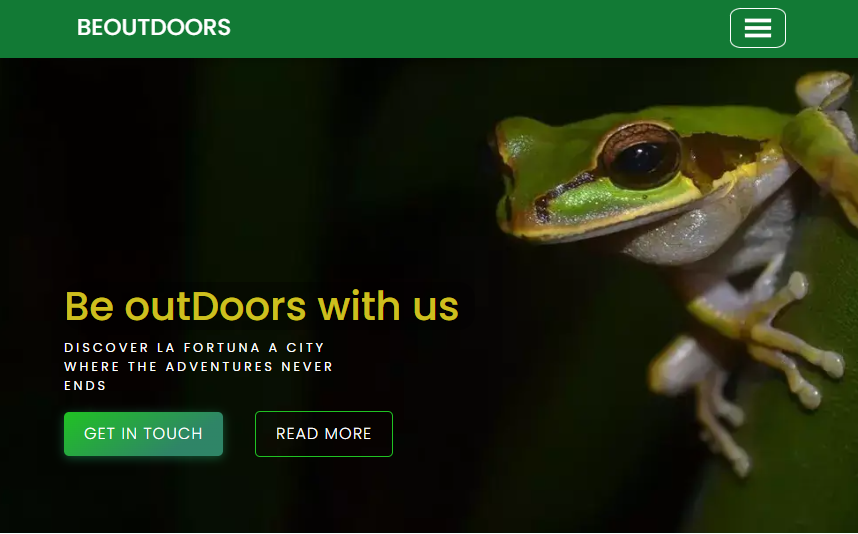 BEOUTDOORS
Be outDoors with us
DISCOVER LA FORTUNA A CITY
WHERE THE ADVENTURES NEVER
ENDS
GET IN TOUCH
READ MORE